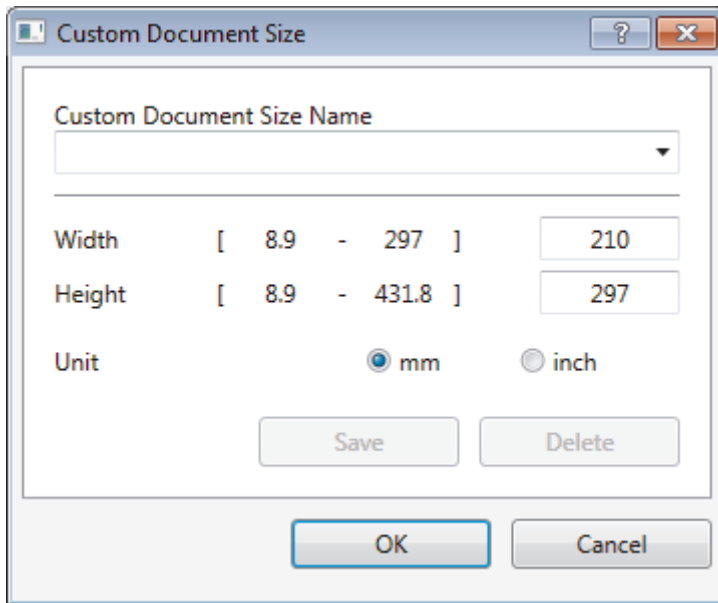 Custom Document Size
Custom Document Size Name
Width [ 8.9 - 297 ] 210
Height [ 8.9 - 431.8 ] 297
Unit mm inch
Save Delete
OK Cancel